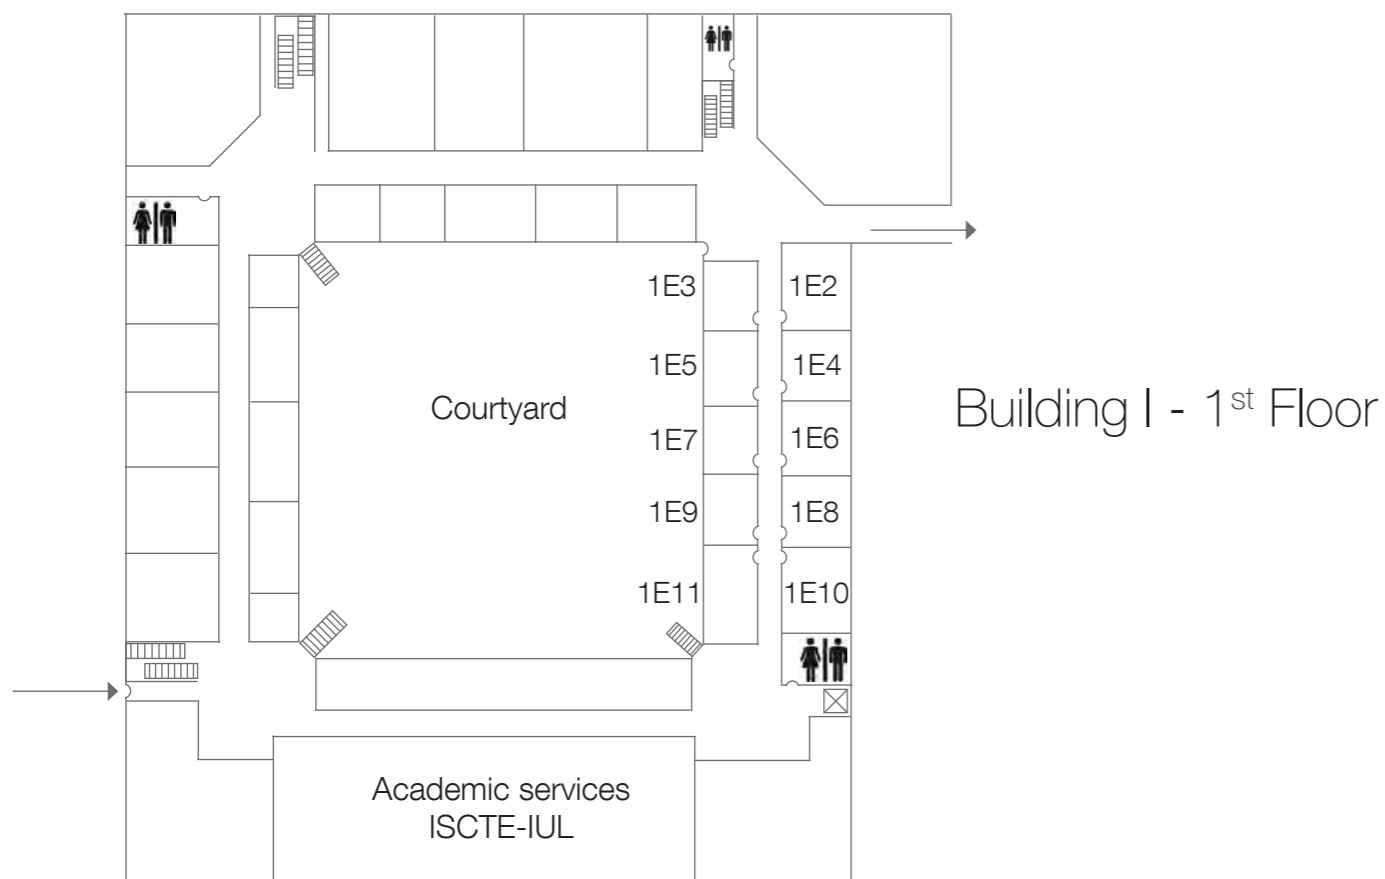 1E3
1E2
1E5
1E4
Courtyard
Building I - 1st Floor
1E7
1E6
1E9
1E8
1E11
1E10
Academic services
ISCTE-IUL